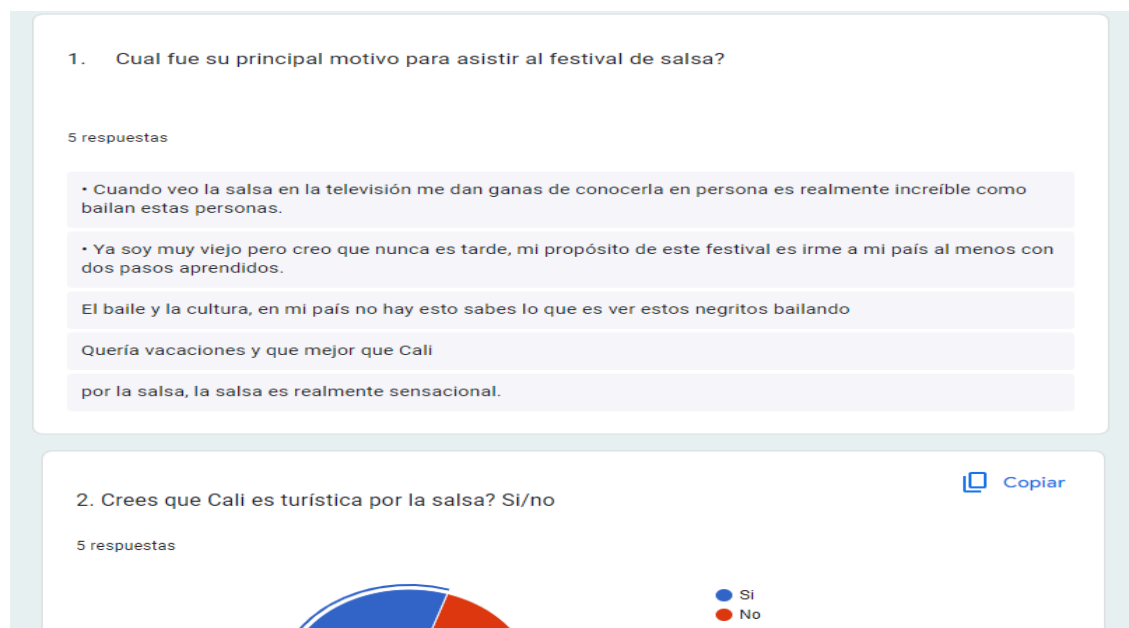 1. Cual fue su principal motivo para asistir al festival de salsa?
5 respuestas
• Cuando veo la salsa en la televisión me dan ganas de conocerla en persona es realmente increíble como
bailan estas personas.
• Ya soy muy viejo pero creo que nunca es tarde, mi propósito de este festival es irme a mi país al menos con
dos pasos aprendidos.
El baile y la cultura, en mi país no hay esto sabes lo que es ver estos negritos bailando
Quería vacaciones y que mejor que Cali
por la salsa, la salsa es realmente sensacional.
Copiar
2. Crees que Cali es turística por la salsa? Si/no
5 respuestas
Si
No